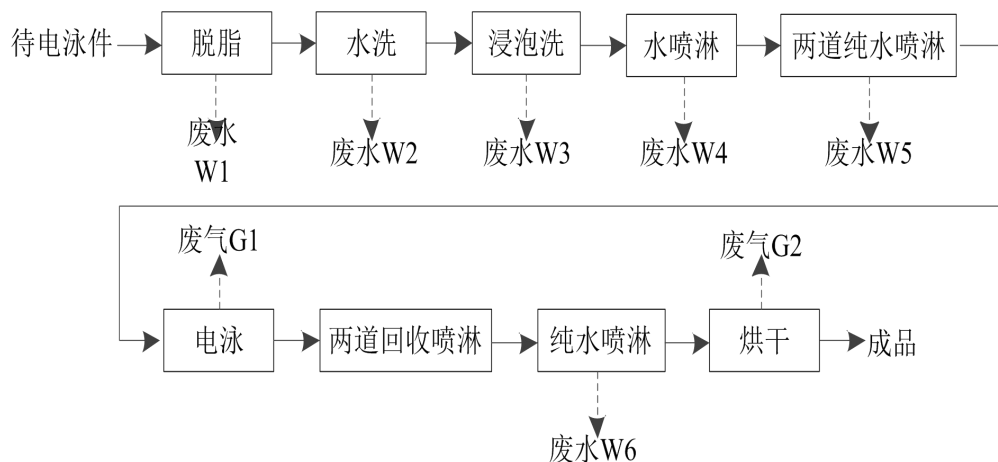 待电泳件
脱脂
水洗
浸泡洗
水喷淋
两道纯水喷淋
废水
W1
废水W2
废水W3
废水W4
废水W5
废气G1
废气G2
电泳
两道回收喷淋
纯水喷淋
烘干
成品
废水W6